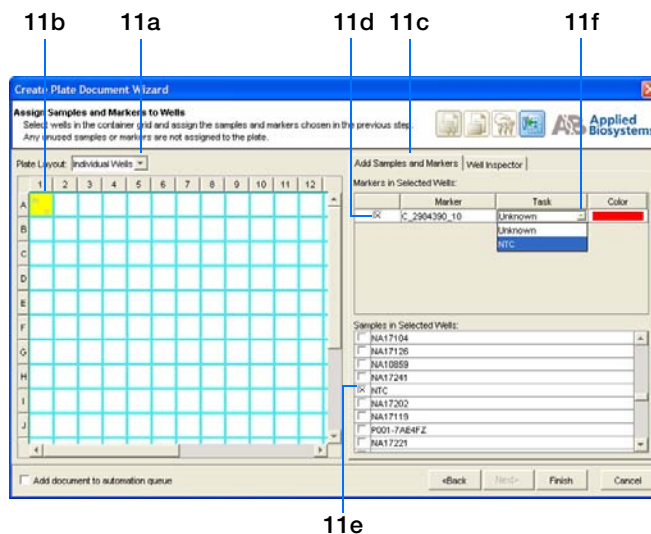 11b 11a 11d 11c 11f
Create Plate Document Wizard
Assign Samples and Markers to Wells
Select wells in the container grid and assign the samples and markers chosen in the previous step.
Any unused samples or markers are not assigned to the plate.
AB Applied Biosystems
Plate Layout: Individual Wells
Add Samples and Markers Well Inspector
Markers in Selected Wells:
1 2 3 4 5 6 7 8 9 10 11 12
A
B
C
D
E
F
G
H
I
J
Marker Task Color
C_2904390_10 Unknown
Unknown
NTC
Samples in Selected Wells:
NA17104
NA17126
NA10859
NA17241
NTC
NA17202
NA17119
P001-7AE4FZ
NA17221
Add document to automation queue
<Back Next> Finish Cancel
11e